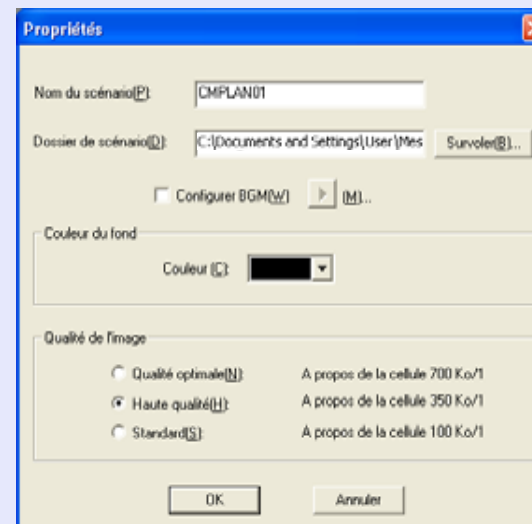 Propriétés
Nom du scénario(P): CMPLAN01
Dossier de scénario(D): C:\Documents and Settings\User\Mes Survoler(B)...
Configurer BGM(W) (M)...
Couleur du fond
Couleur (C):
Qualité de l'image
Qualité optimale(N): A propos de la cellule 700 Ko/1
Haute qualité(H): A propos de la cellule 350 Ko/1
Standard(S): A propos de la cellule 100 Ko/1
OK Annuler